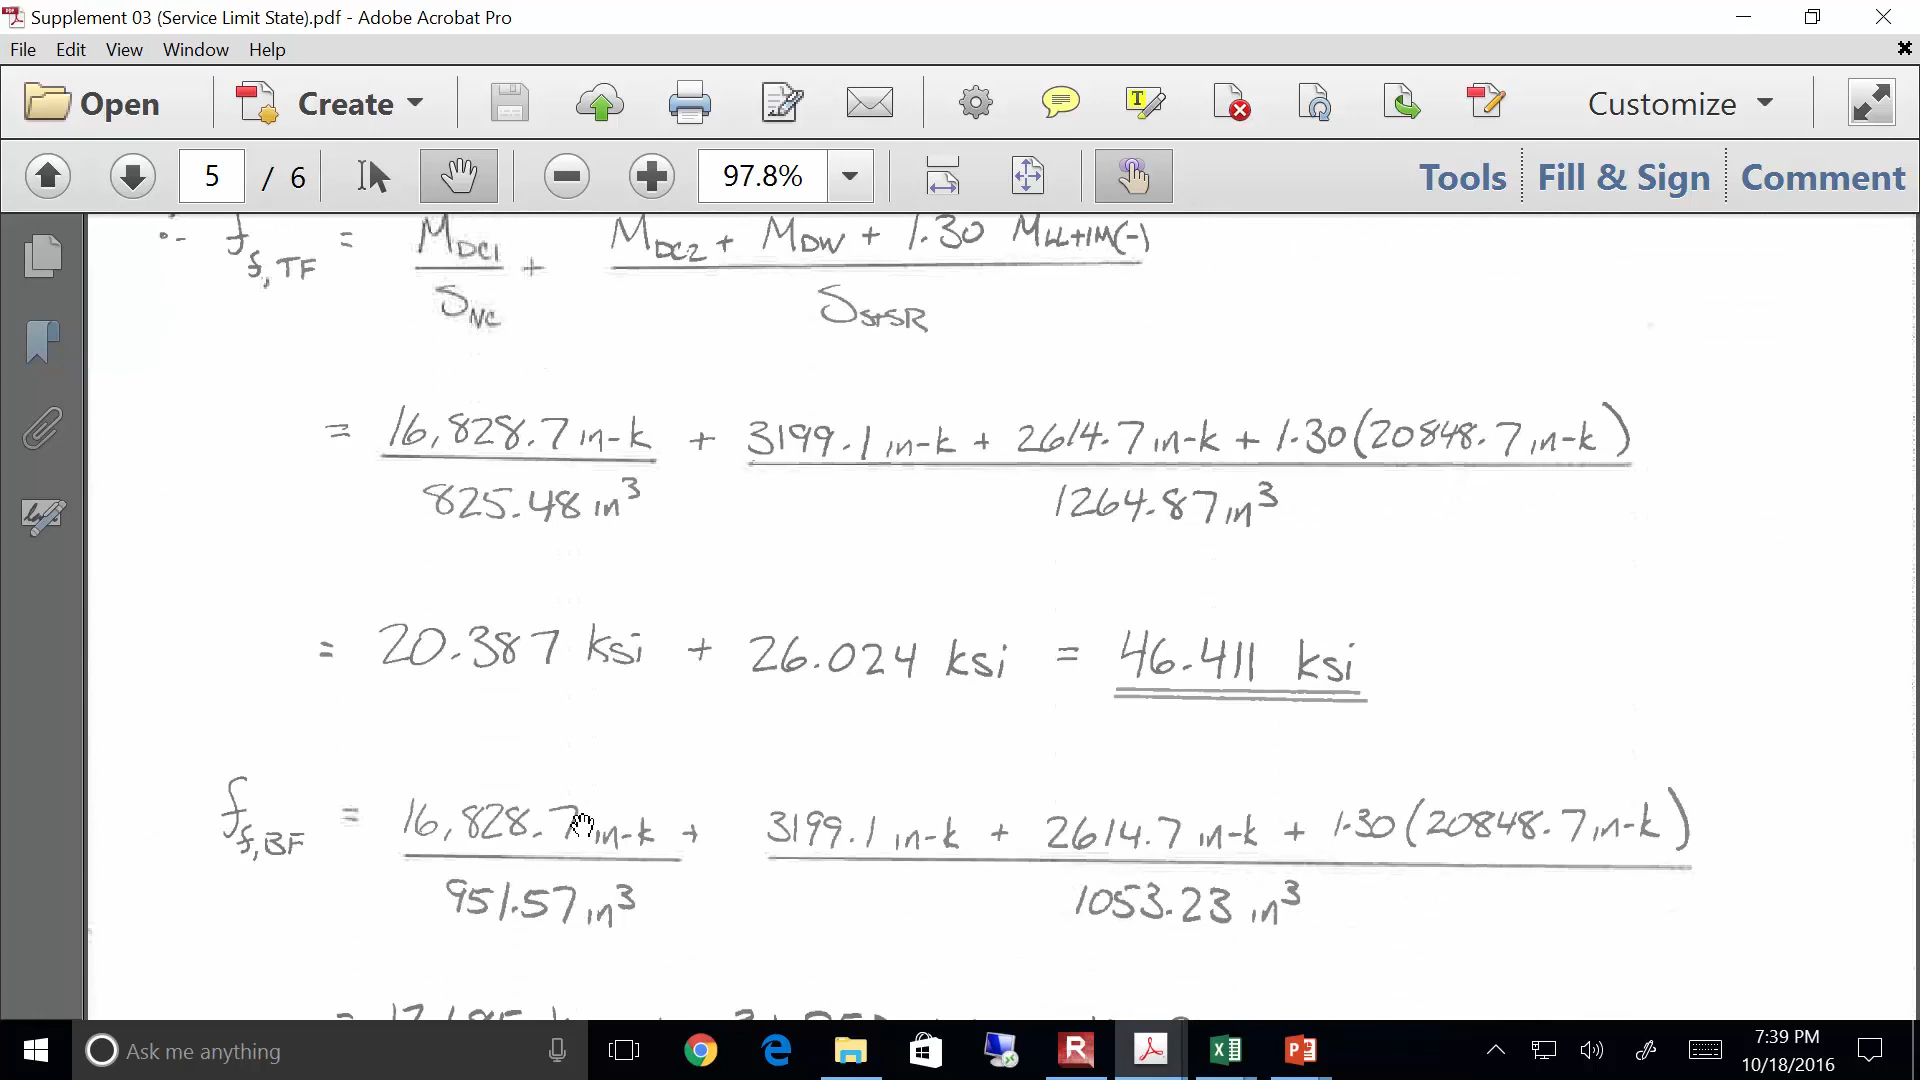 Supplement 03 (Service Limit State).pdf - Adobe Acrobat Pro
File Edit View Window Help
Open Create Customize
5 / 6 97.8% Tools Fill & Sign Comment
∴ f_f,TF = M_DC1 / S_NC + (M_DC2 + M_DW + 1.30 M_LL+IM(-)) / S_S+SR
= 16,828.7 in-k / 825.48 in³ + (3199.1 in-k + 2614.7 in-k + 1.30(20848.7 in-k)) / 1264.87 in³
= 20.387 ksi + 26.024 ksi = 46.411 ksi
f_f,BF = 16,828.7 in-k / 951.57 in³ + (3199.1 in-k + 2614.7 in-k + 1.30(20848.7 in-k)) / 1053.23 in³
Ask me anything
7:39 PM
10/18/2016